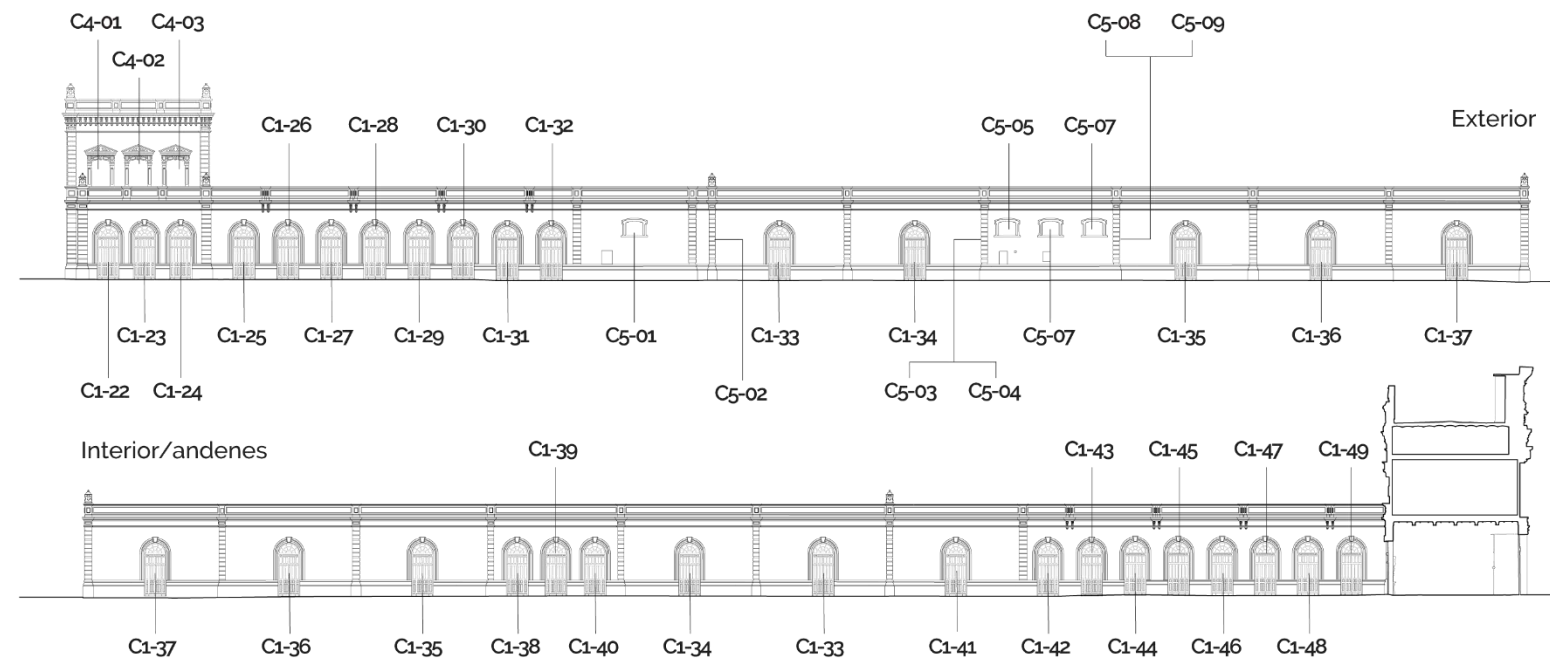 C4-01 C4-03
C5-08 C5-09
C4-02
Exterior
C1-26 C1-28 C1-30 C1-32
C5-05 C5-07
C1-23 C1-25 C1-27 C1-29 C1-31 C5-01 C1-33 C1-34 C5-07 C1-35 C1-36 C1-37
C1-22 C1-24 C5-02 C5-03 C5-04
Interior/andenes
C1-39 C1-43 C1-45 C1-47 C1-49
C1-37 C1-36 C1-35 C1-38 C1-40 C1-34 C1-33 C1-41 C1-42 C1-44 C1-46 C1-48